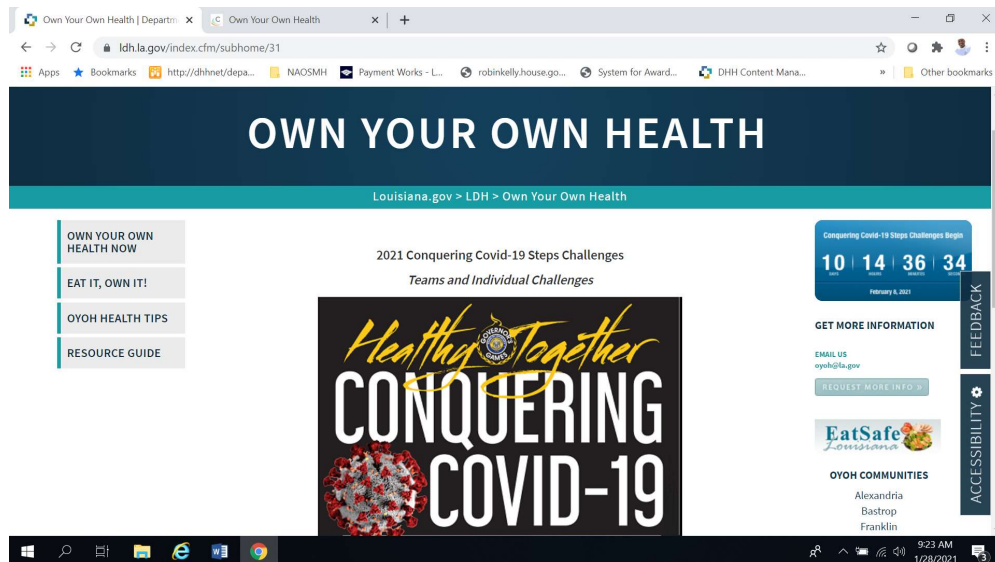 Own Your Own Health | Departm
Own Your Own Health
ldh.la.gov/index.cfm/subhome/31
Apps
Bookmarks
http://dhhnet/depa...
NAOSMH
Payment Works - L...
robinkelly.house.go...
System for Award...
DHH Content Mana...
»
Other bookmarks
OWN YOUR OWN HEALTH
Louisiana.gov > LDH > Own Your Own Health
OWN YOUR OWN
HEALTH NOW
EAT IT, OWN IT!
OYOH HEALTH TIPS
RESOURCE GUIDE
2021 Conquering Covid-19 Steps Challenges
Teams and Individual Challenges
Healthy Together
GOVERNOR'S
GAMES
CONQUERING
COVID-19
Conquering Covid-19 Steps Challenges Begin
10 14 36 34
February 8, 2021
GET MORE INFORMATION
EMAIL US
oyoh@la.gov
REQUEST MORE INFO »
EatSafe
Louisiana
OYOH COMMUNITIES
Alexandria
Bastrop
Franklin
FEEDBACK
ACCESSIBILITY
9:23 AM
1/28/2021
3